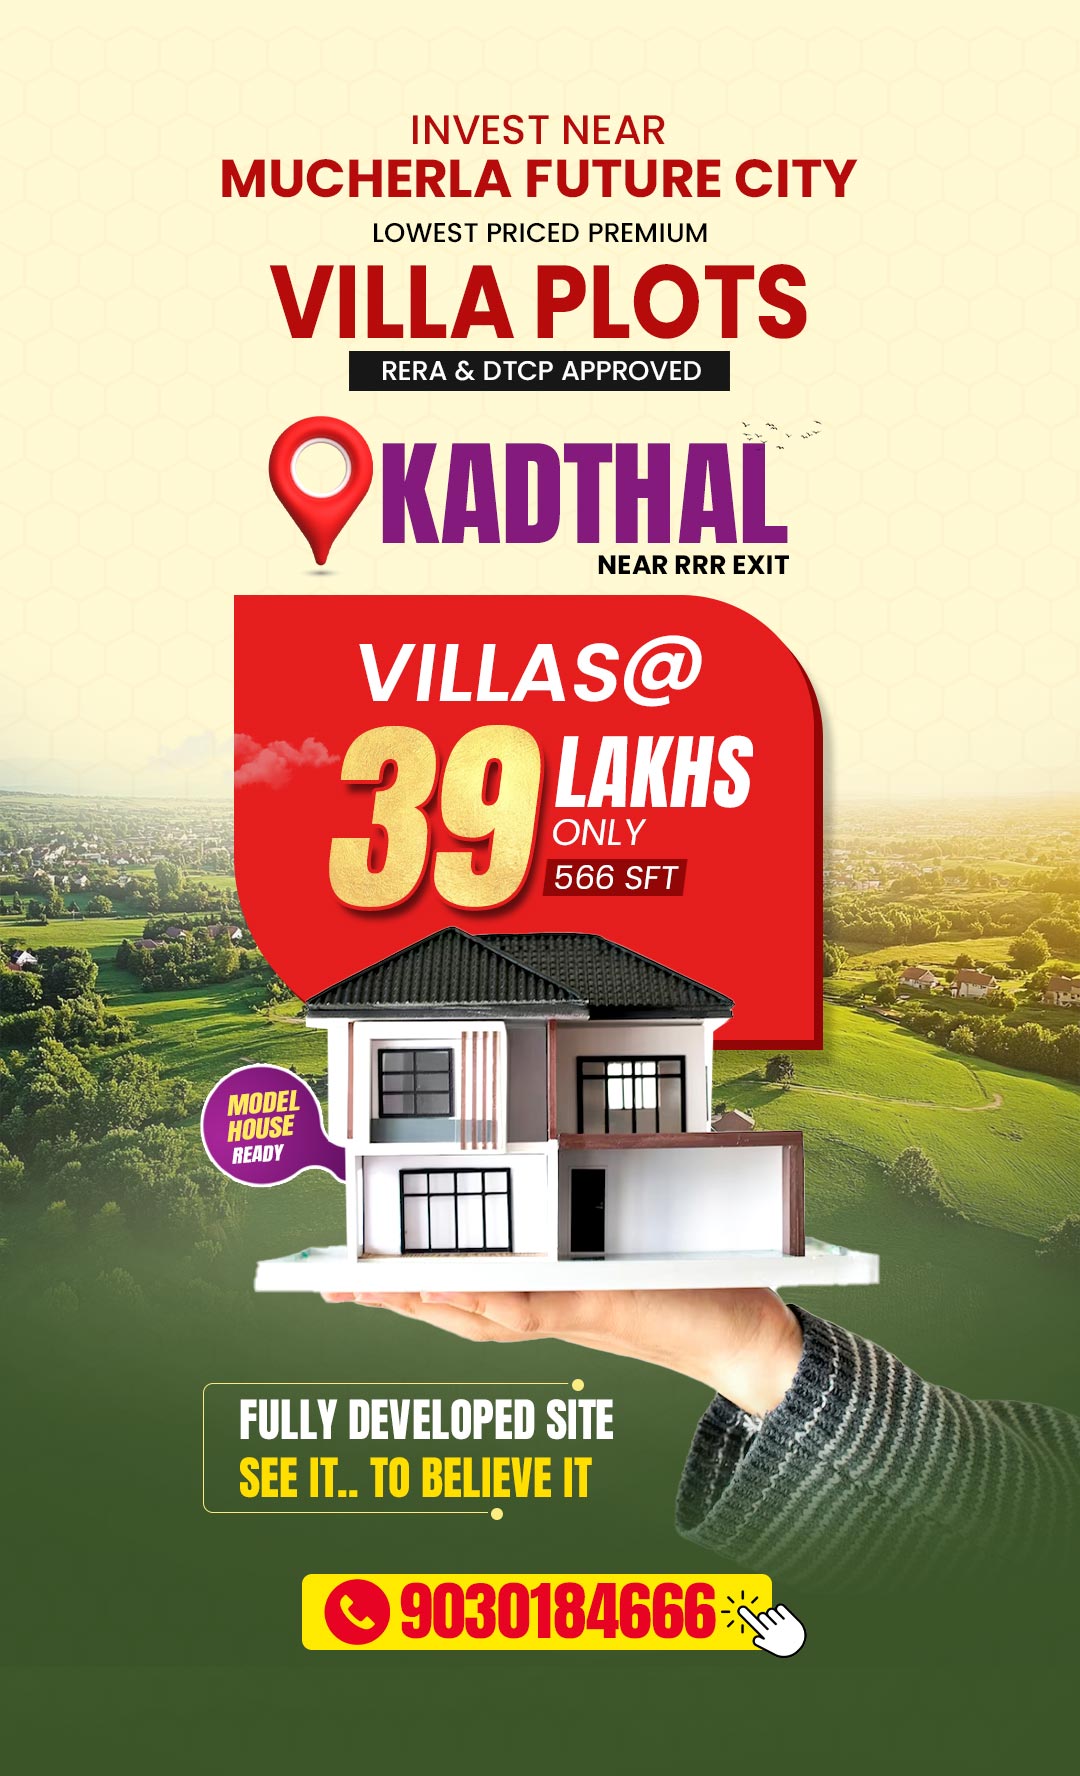 INVEST NEAR
MUCHERLA FUTURE CITY
LOWEST PRICED PREMIUM
VILLA PLOTS
RERA & DTCP APPROVED
KADTHAL
NEAR RRR EXIT
VILLAS@
39 LAKHS
ONLY
566 SFT
MODEL
HOUSE
READY
FULLY DEVELOPED SITE
SEE IT.. TO BELIEVE IT
9030184666